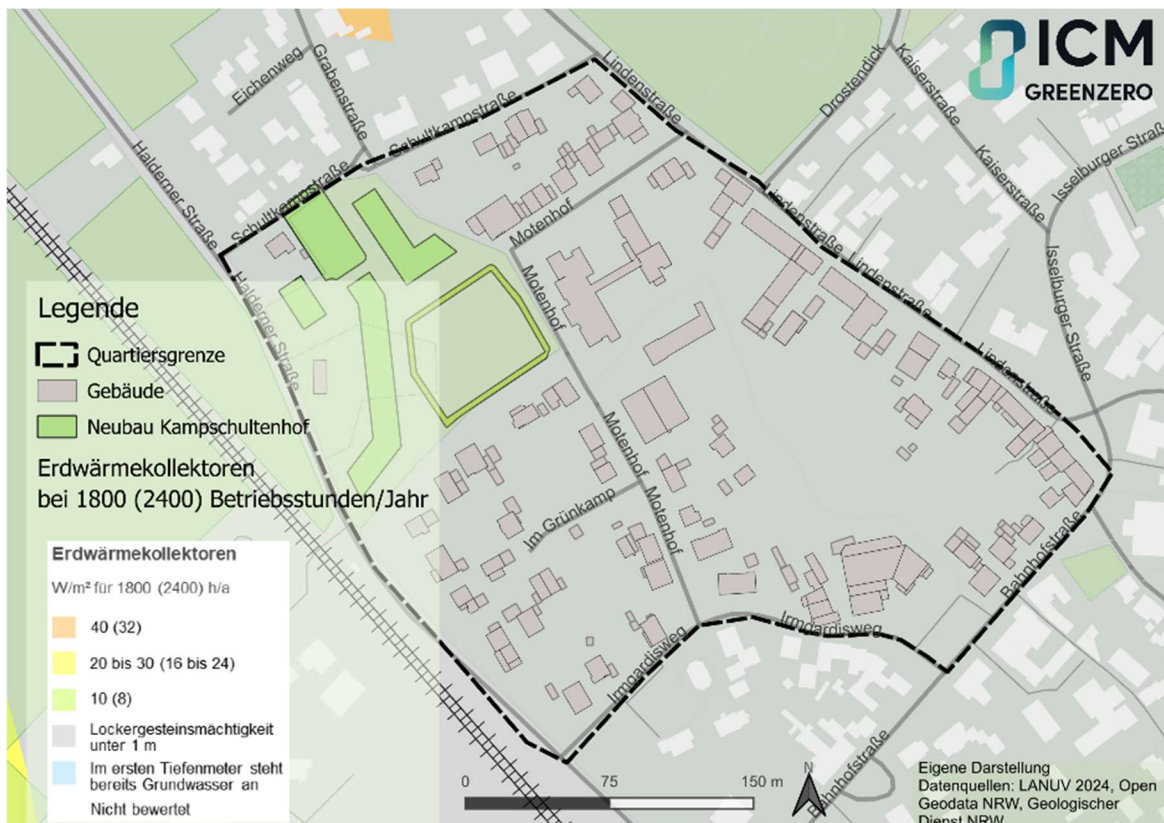 ICM
GREENZERO
Eichenweg
Grabenstraße
Schultkampstraße
Lindenstraße
Drostendick
Kaiserstraße
Kaiserstraße
Isselburger Straß
Halderner Straße
Schultkampstraße
Motenhof
Lindenstraße
Lindenstraße
Isselburger Straße
Halderner Straße
Motenhof
Lindenstraße
Legende
Quartiersgrenze
Gebäude
Neubau Kampschultenhof
Erdwärmekollektoren
bei 1800 (2400) Betriebsstunden/Jahr
Motenhof
Im Grünkamp
Motenhof
Bahnhofstraße
Irmgardisweg
Irmgardisweg
Bahnhofstraße
Erdwärmekollektoren
W/m² für 1800 (2400) h/a
40 (32)
20 bis 30 (16 bis 24)
10 (8)
Lockergesteinsmächtigkeit
unter 1 m
Im ersten Tiefenmeter steht
bereits Grundwasser an
Nicht bewertet
0 75 150 m
N
Eigene Darstellung
Datenquellen: LANUV 2024, Open
Geodata NRW, Geologischer
Dienst NRW